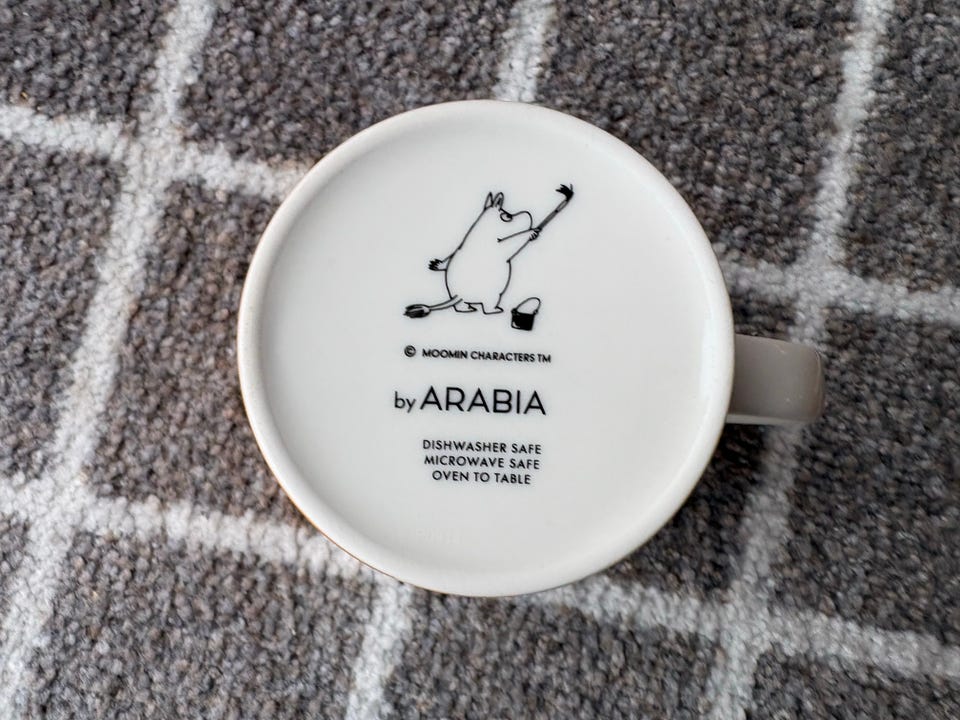 © MOOMIN CHARACTERS TM
by ARABIA
DISHWASHER SAFE
MICROWAVE SAFE
OVEN TO TABLE